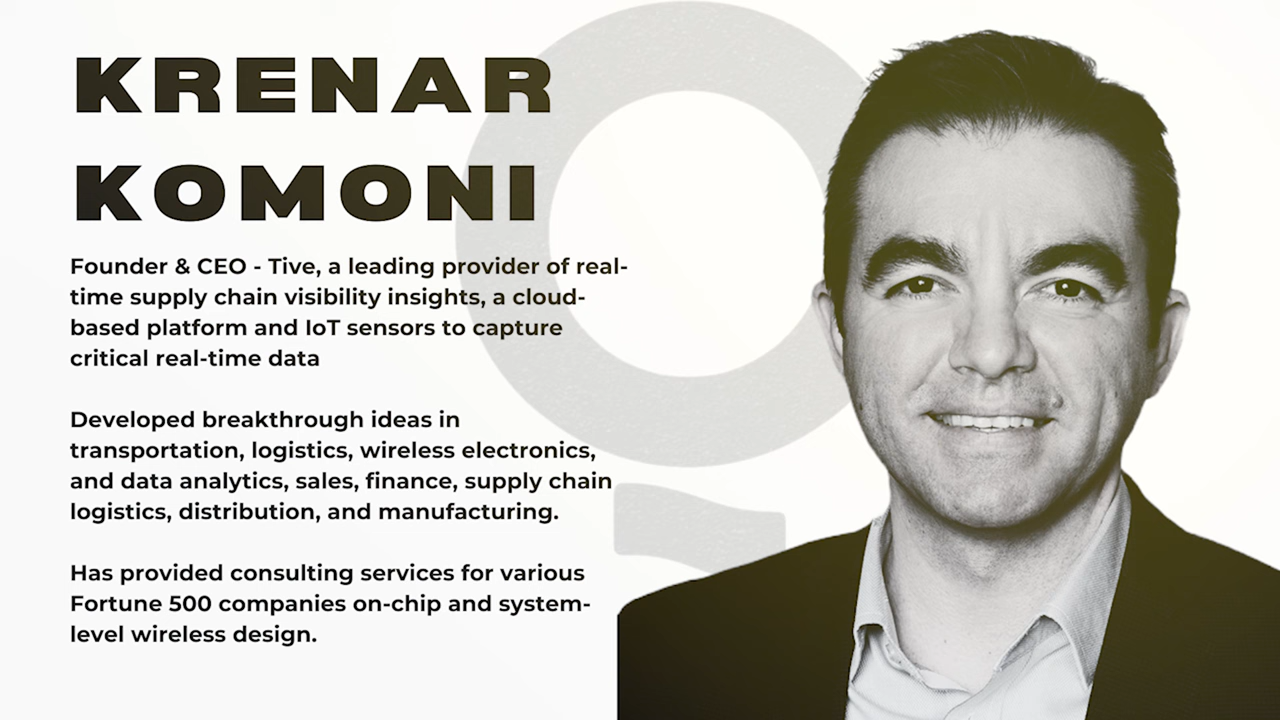 KRENAR
KOMONI
Founder & CEO - Tive, a leading provider of real-
time supply chain visibility insights, a cloud-
based platform and IoT sensors to capture
critical real-time data
Developed breakthrough ideas in
transportation, logistics, wireless electronics,
and data analytics, sales, finance, supply chain
logistics, distribution, and manufacturing.
Has provided consulting services for various
Fortune 500 companies on-chip and system-
level wireless design.